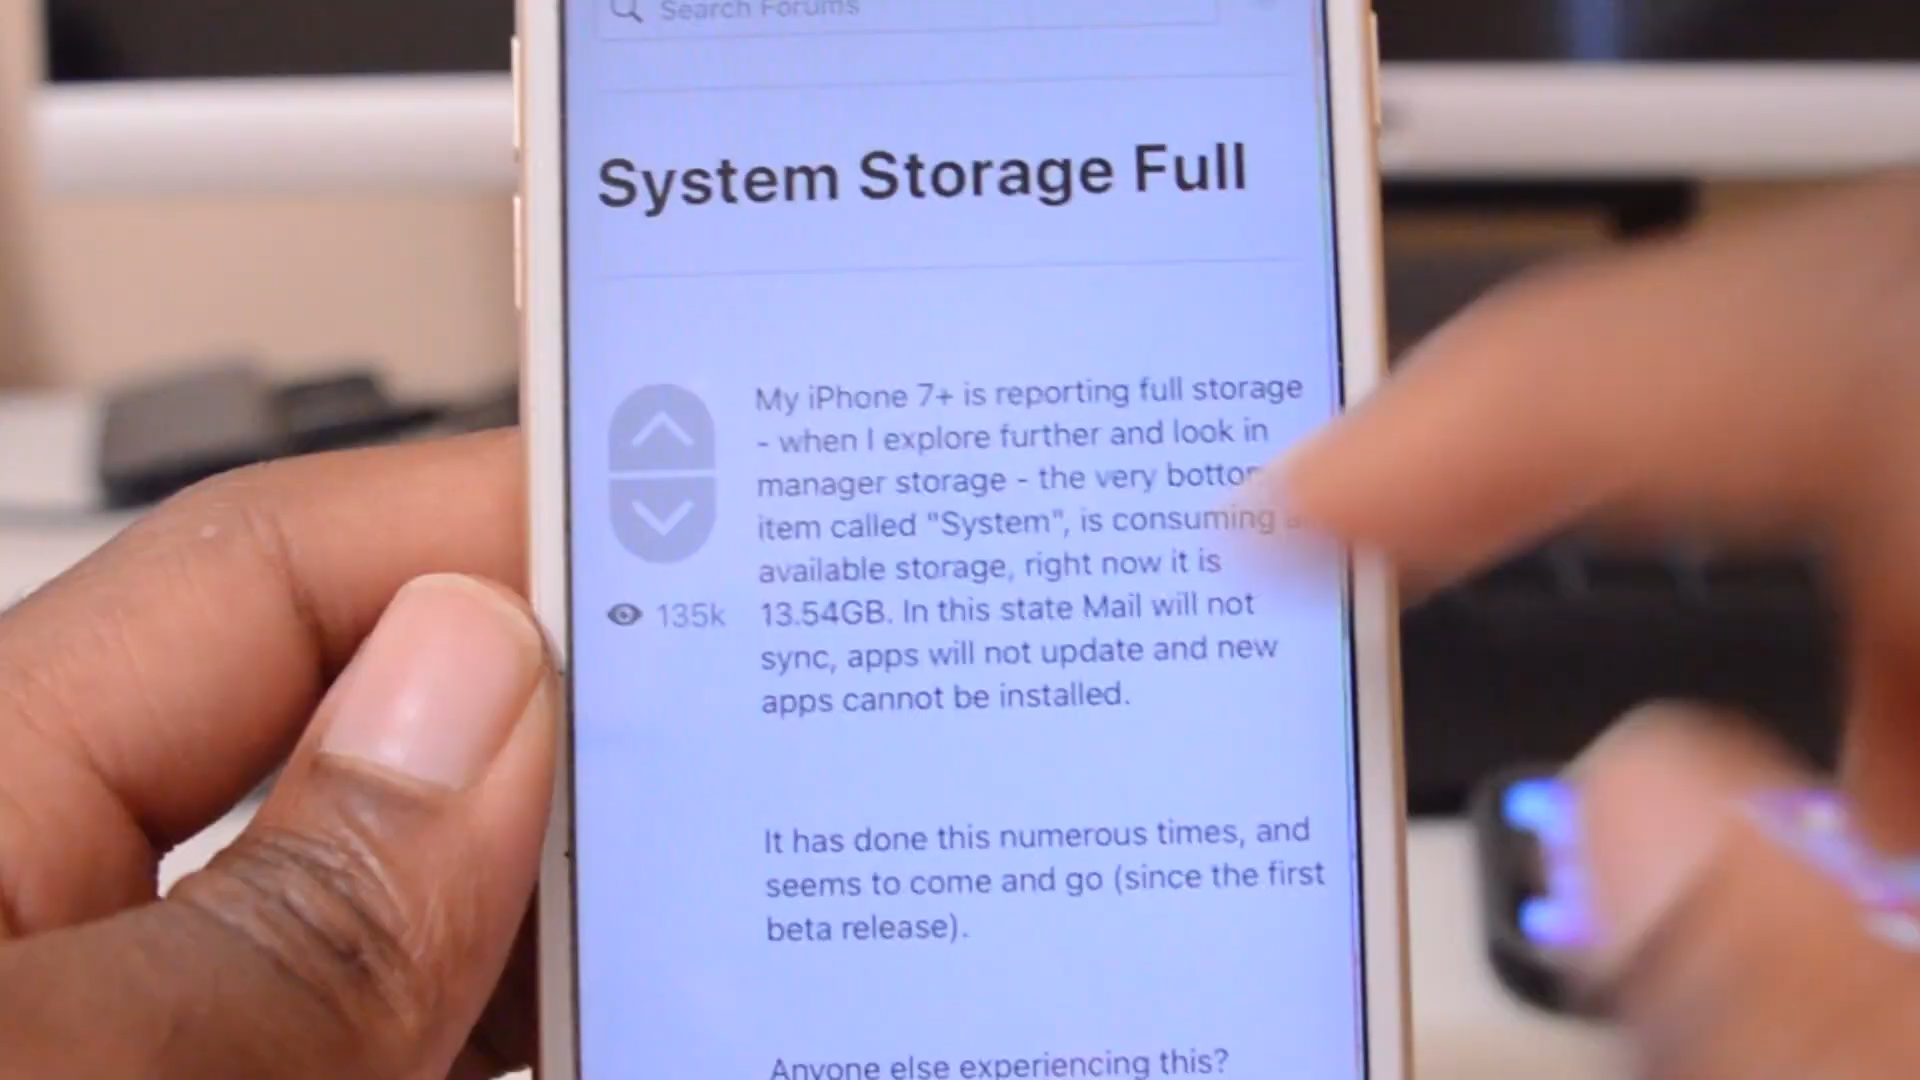 Search Forums
System Storage Full
My iPhone 7+ is reporting full storage
- when I explore further and look in
manager storage - the very bottom
item called "System", is consuming
available storage, right now it is
135k
13.54GB. In this state Mail will not
sync, apps will not update and new
apps cannot be installed.
It has done this numerous times, and
seems to come and go (since the first
beta release).
Anyone else experiencing this?